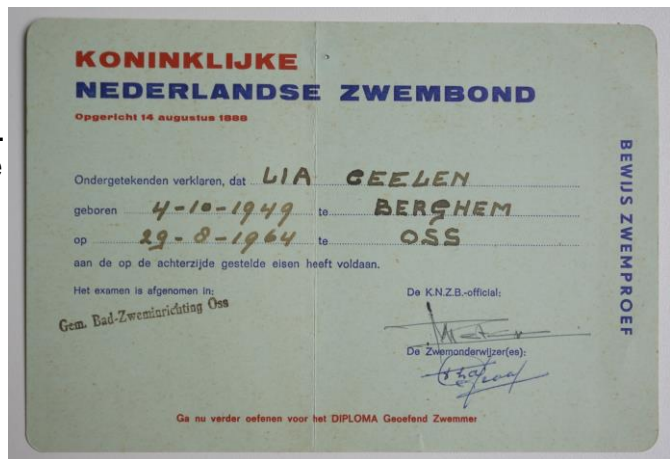 KONINKLIJKE
NEDERLANDSE ZWEMBOND
Opgericht 14 augustus 1888
Ondergetekenden verklaren, dat LIA GEELEN
geboren 4-10-1949 te BERGHEM
op 29-8-1964 te OSS
aan de op de achterzijde gestelde eisen heeft voldaan.
Het examen is afgenomen in:
Gem. Bad-Zweminrichting Oss
De K.N.Z.B.-official:
De Zwemonderwijzer(es):
Ga nu verder oefenen voor het DIPLOMA Geoefend Zwemmer
BEWIJS ZWEMPROEF